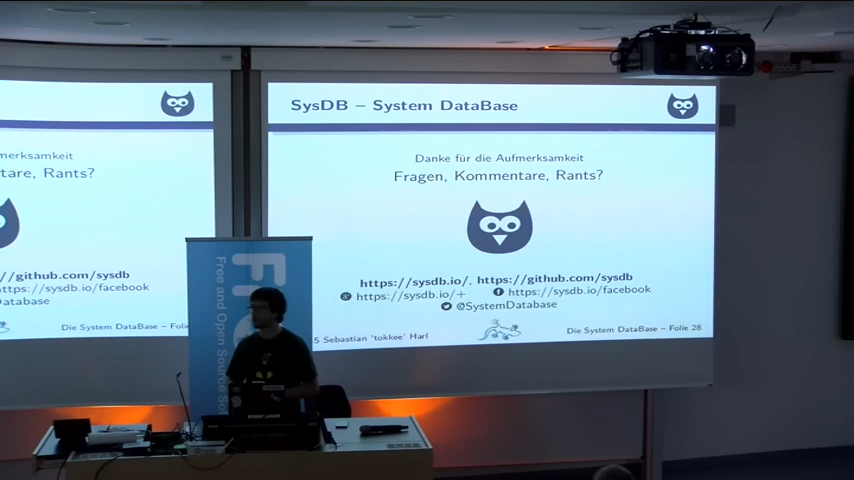 merksamkeit
tare, Rants?
//github.com/sysdb
ttps://sysdb.io/facebook
Database
Die System DataBase – Folie
SysDB – System DataBase
Danke für die Aufmerksamkeit
Fragen, Kommentare, Rants?
https://sysdb.io/, https://github.com/sysdb
https://sysdb.io/+ https://sysdb.io/facebook
@SystemDatabase
5 Sebastian 'tokkee' Harl
Die System DataBase – Folie 28
Free and Open Source So